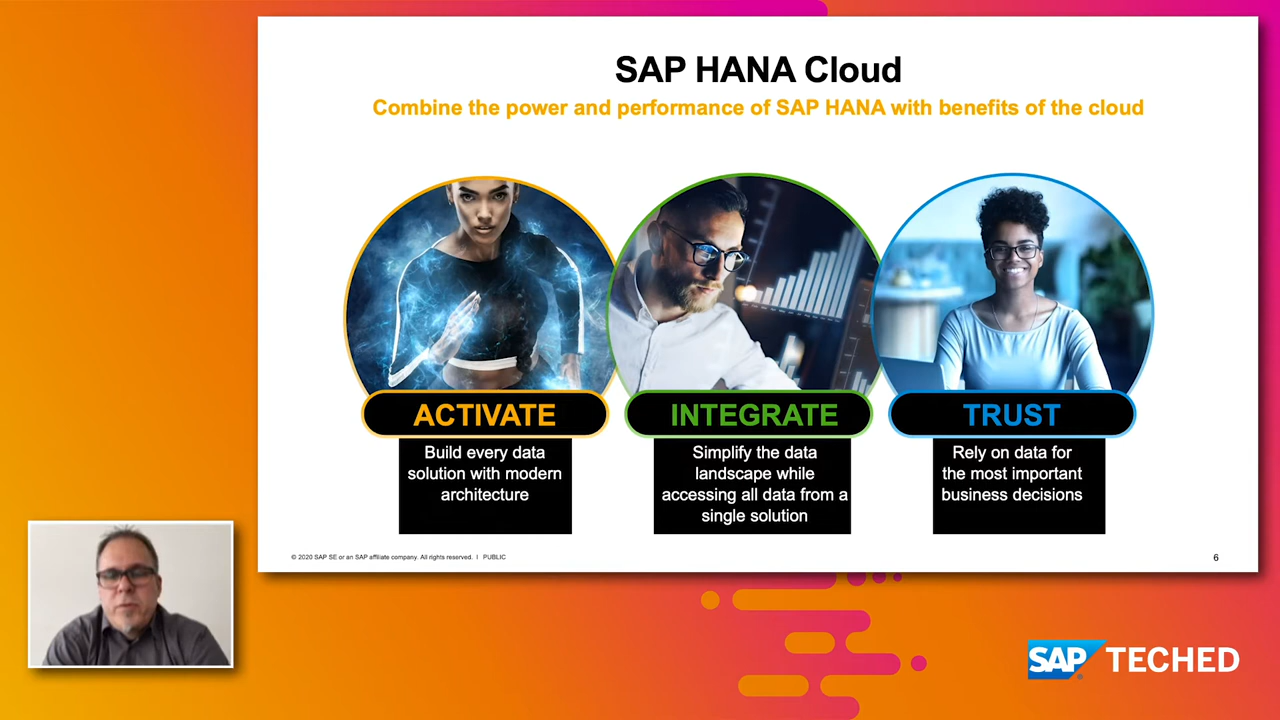 SAP HANA Cloud
Combine the power and performance of SAP HANA with benefits of the cloud
ACTIVATE
Build every data
solution with modern
architecture
INTEGRATE
Simplify the data
landscape while
accessing all data from a
single solution
TRUST
Rely on data for
the most important
business decisions
© 2020 SAP SE or an SAP affiliate company. All rights reserved. I PUBLIC
6
SAP TECHED